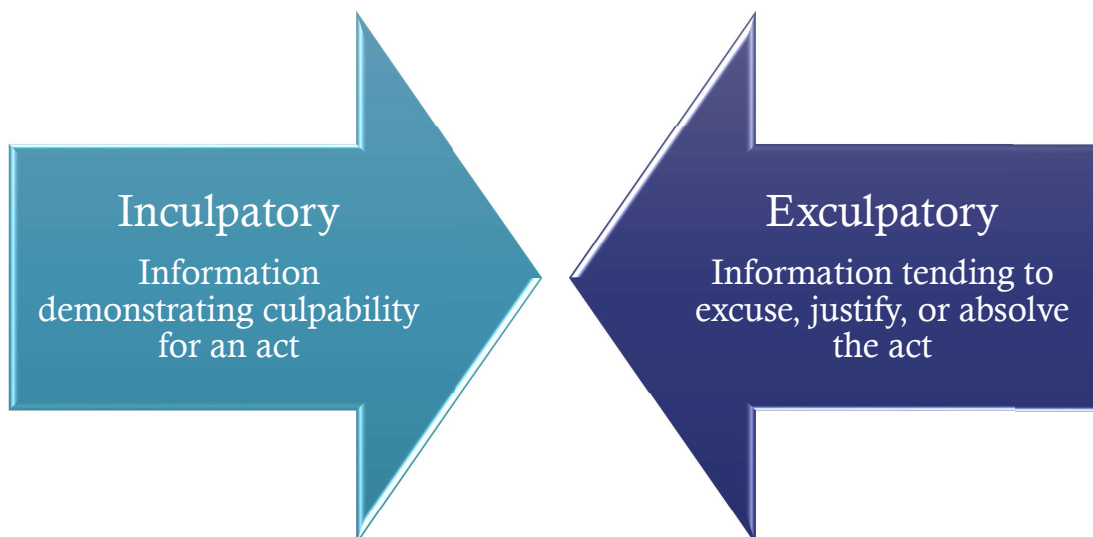 Inculpatory
Information
demonstrating culpability
for an act
Exculpatory
Information tending to
excuse, justify, or absolve
the act